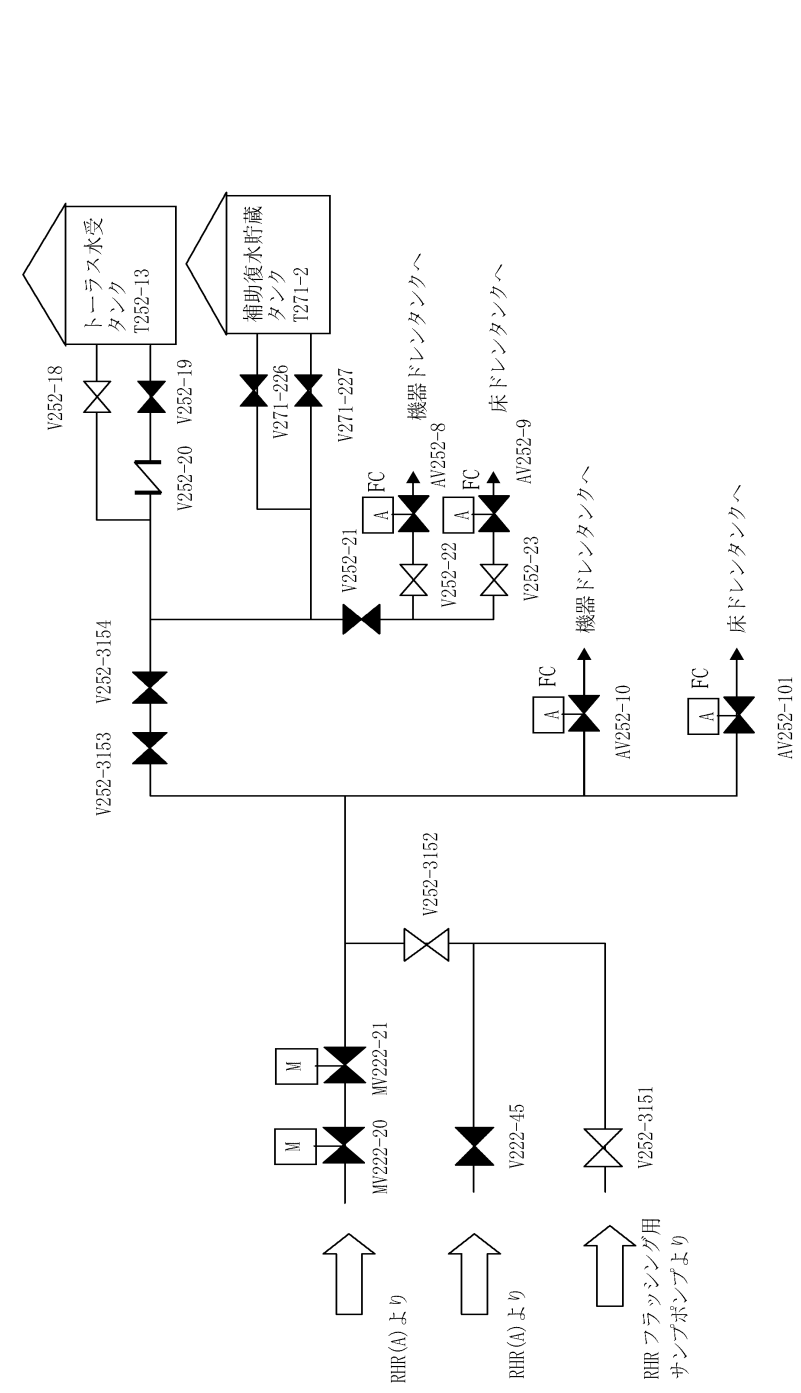 トーラス水受
タンク
T252-13
補助復水貯蔵
タンク
T271-2
V252-18
V252-19
V252-20
V271-226
V271-227
機器ドレンタンクへ
床ドレンタンクへ
A
FC
AV252-8
A
FC
AV252-9
V252-21
V252-22
V252-23
V252-3154
V252-3153
機器ドレンタンクへ
A
FC
AV252-10
床ドレンタンクへ
A
FC
AV252-101
V252-3152
M
MV222-21
M
MV222-20
V222-45
V252-3151
RHR(A)より
RHR(A)より
RHRフラッシング用
サンプポンプより